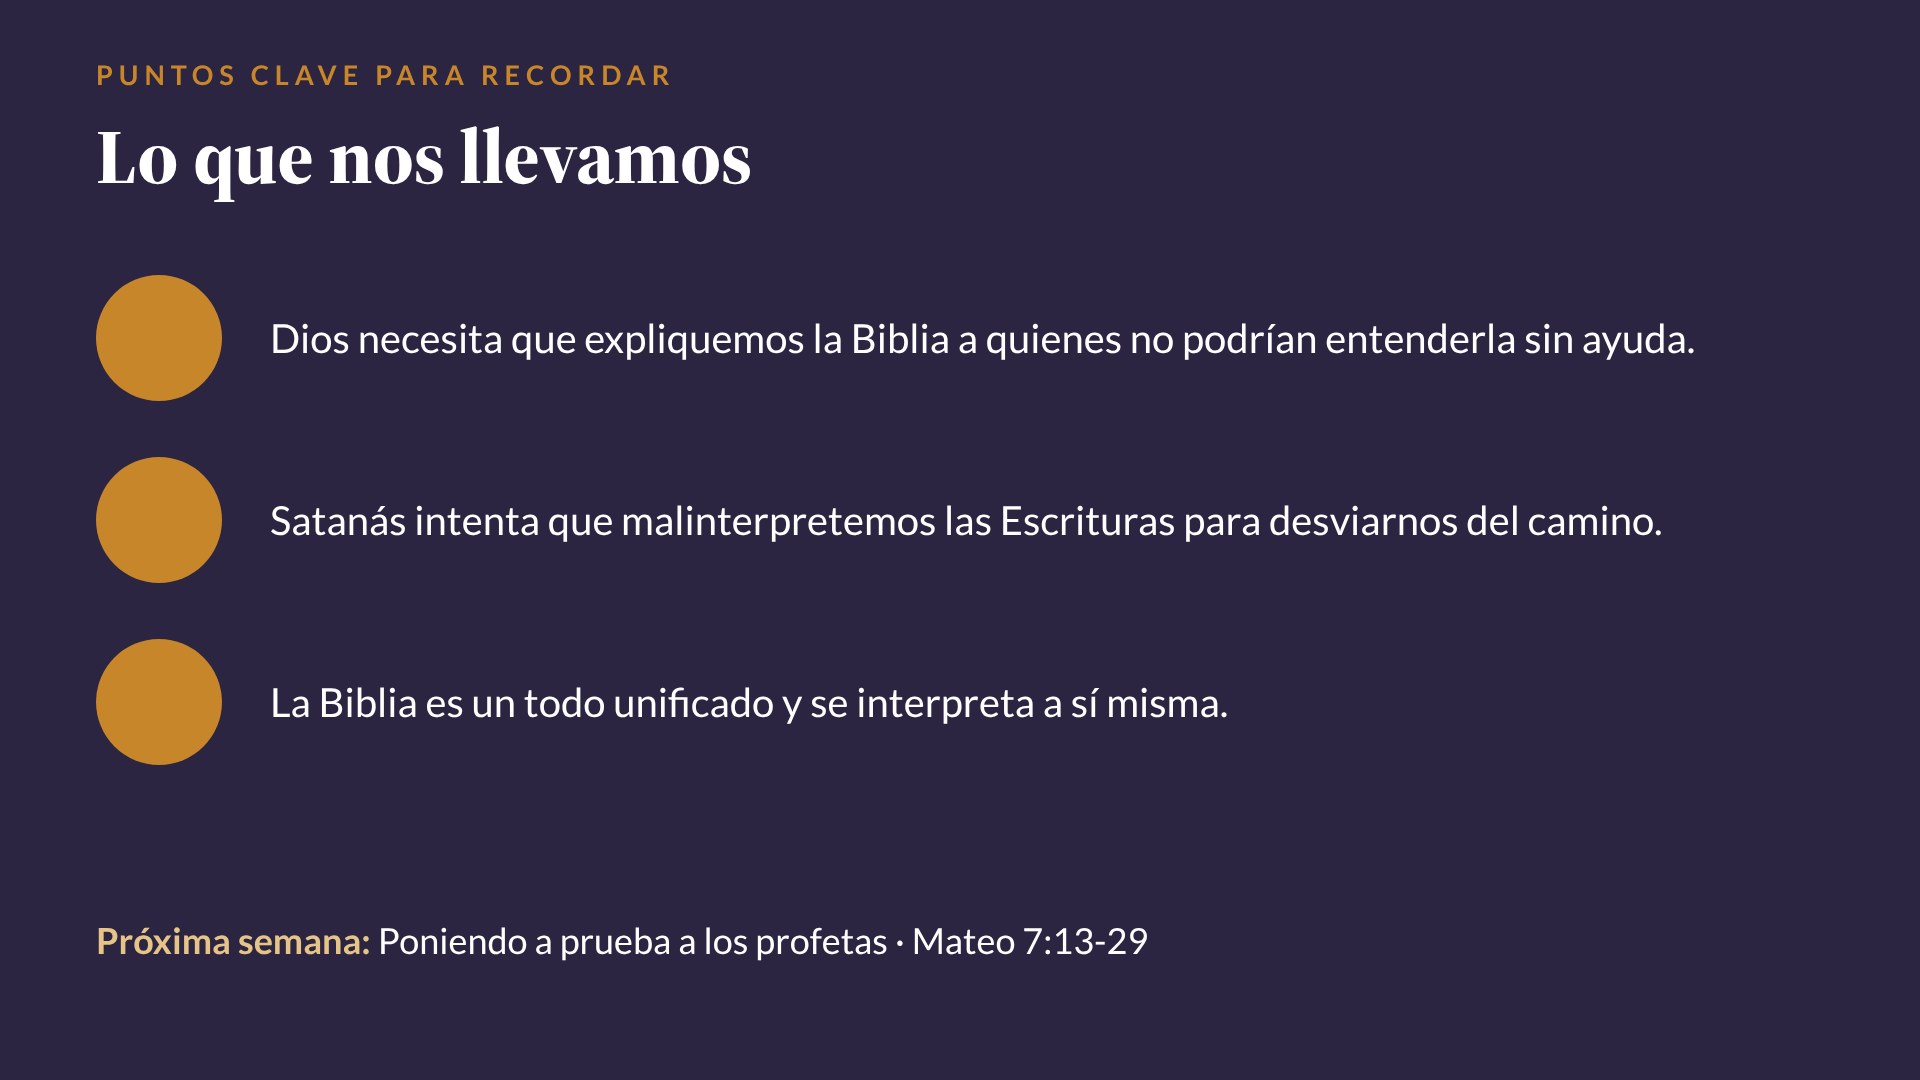 PUNTOS CLAVE PARA RECORDAR
Lo que nos llevamos
Dios necesita que expliquemos la Biblia a quienes no podrían entenderla sin ayuda.
Satanás intenta que malinterpretemos las Escrituras para desviarnos del camino.
La Biblia es un todo unificado y se interpreta a sí misma.
Próxima semana: Poniendo a prueba a los profetas · Mateo 7:13-29